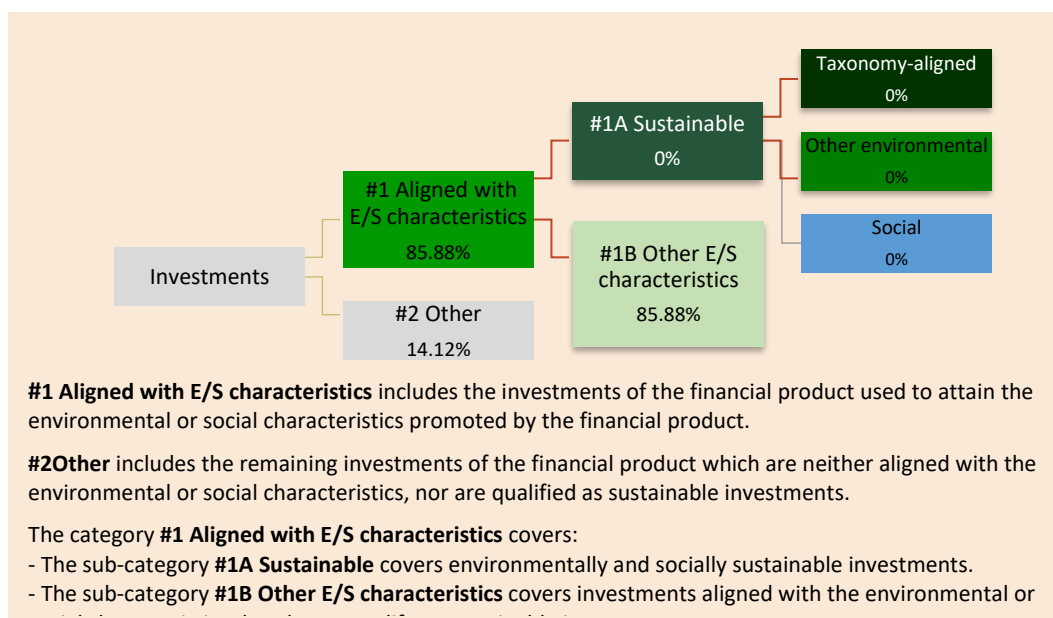 Taxonomy-aligned
0%
#1A Sustainable
0%
Other environmental
0%
#1 Aligned with
E/S characteristics
85.88%
Social
0%
#1B Other E/S
characteristics
85.88%
Investments
#2 Other
14.12%
#1 Aligned with E/S characteristics includes the investments of the financial product used to attain the
environmental or social characteristics promoted by the financial product.
#2Other includes the remaining investments of the financial product which are neither aligned with the
environmental or social characteristics, nor are qualified as sustainable investments.
The category #1 Aligned with E/S characteristics covers:
- The sub-category #1A Sustainable covers environmentally and socially sustainable investments.
- The sub-category #1B Other E/S characteristics covers investments aligned with the environmental or